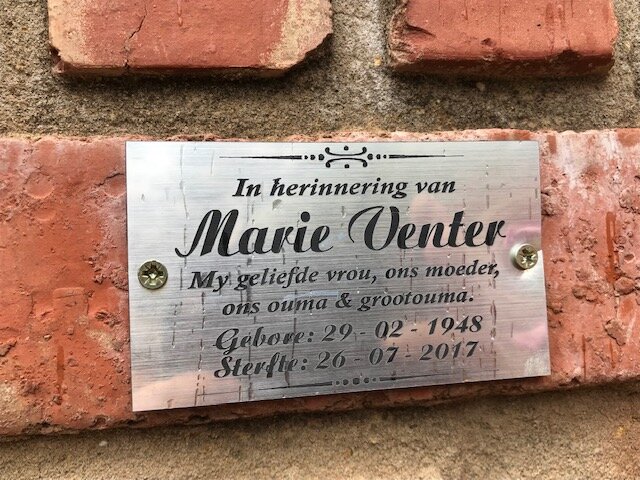 In herinnering van
Marie Venter
My geliefde vrou, ons moeder,
ons ouma & grootouma.
Gebore: 29 - 02 - 1948
Sterfte: 26 - 07 - 2017